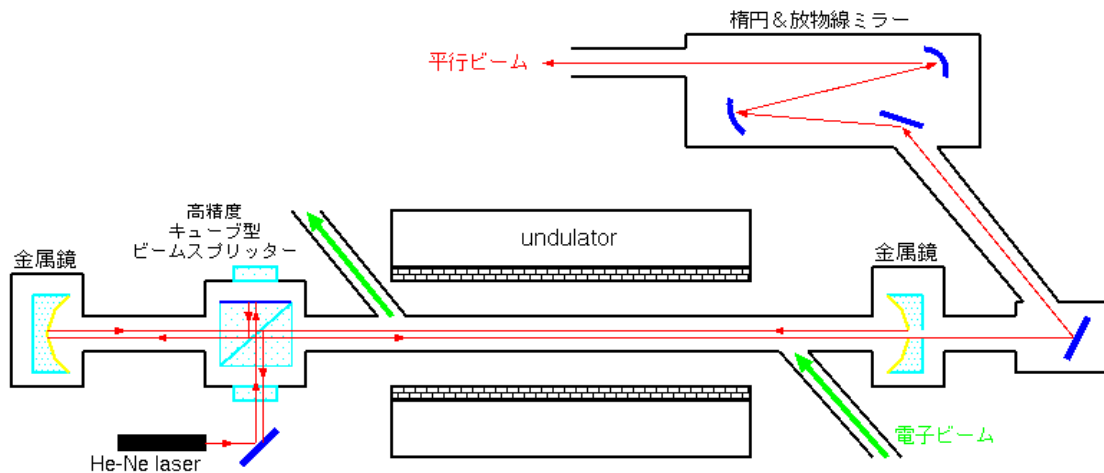 楕円＆放物線ミラー
平行ビーム
高精度
キューブ型
ビームスプリッター
undulator
金属鏡
金属鏡
電子ビーム
He-Ne laser